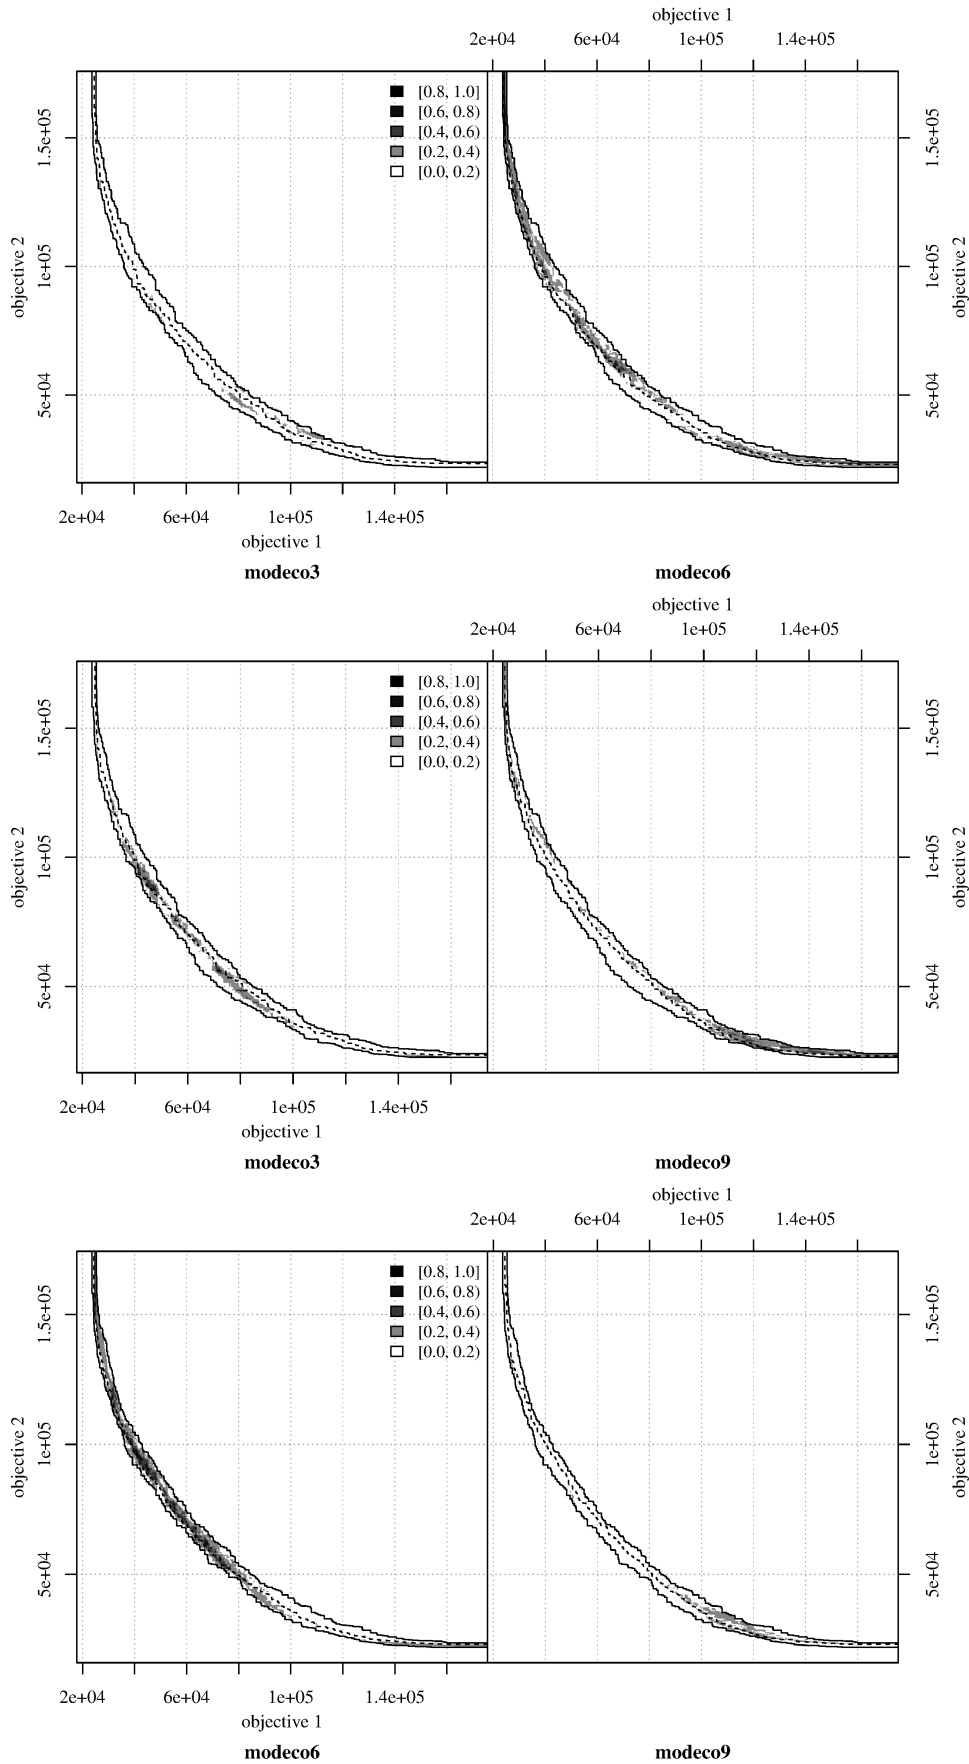 objective 1
2e+04 6e+04 1e+05 1.4e+05
[0.8, 1.0]
[0.6, 0.8)
[0.4, 0.6)
[0.2, 0.4)
[0.0, 0.2)
objective 2
5e+04 1e+05 1.5e+05
5e+04 1e+05 1.5e+05
objective 2
2e+04 6e+04 1e+05 1.4e+05
objective 1
modeco3 modeco6
objective 1
2e+04 6e+04 1e+05 1.4e+05
[0.8, 1.0]
[0.6, 0.8)
[0.4, 0.6)
[0.2, 0.4)
[0.0, 0.2)
objective 2
5e+04 1e+05 1.5e+05
5e+04 1e+05 1.5e+05
objective 2
2e+04 6e+04 1e+05 1.4e+05
objective 1
modeco3 modeco9
objective 1
2e+04 6e+04 1e+05 1.4e+05
[0.8, 1.0]
[0.6, 0.8)
[0.4, 0.6)
[0.2, 0.4)
[0.0, 0.2)
objective 2
5e+04 1e+05 1.5e+05
5e+04 1e+05 1.5e+05
objective 2
2e+04 6e+04 1e+05 1.4e+05
objective 1
modeco6 modeco9